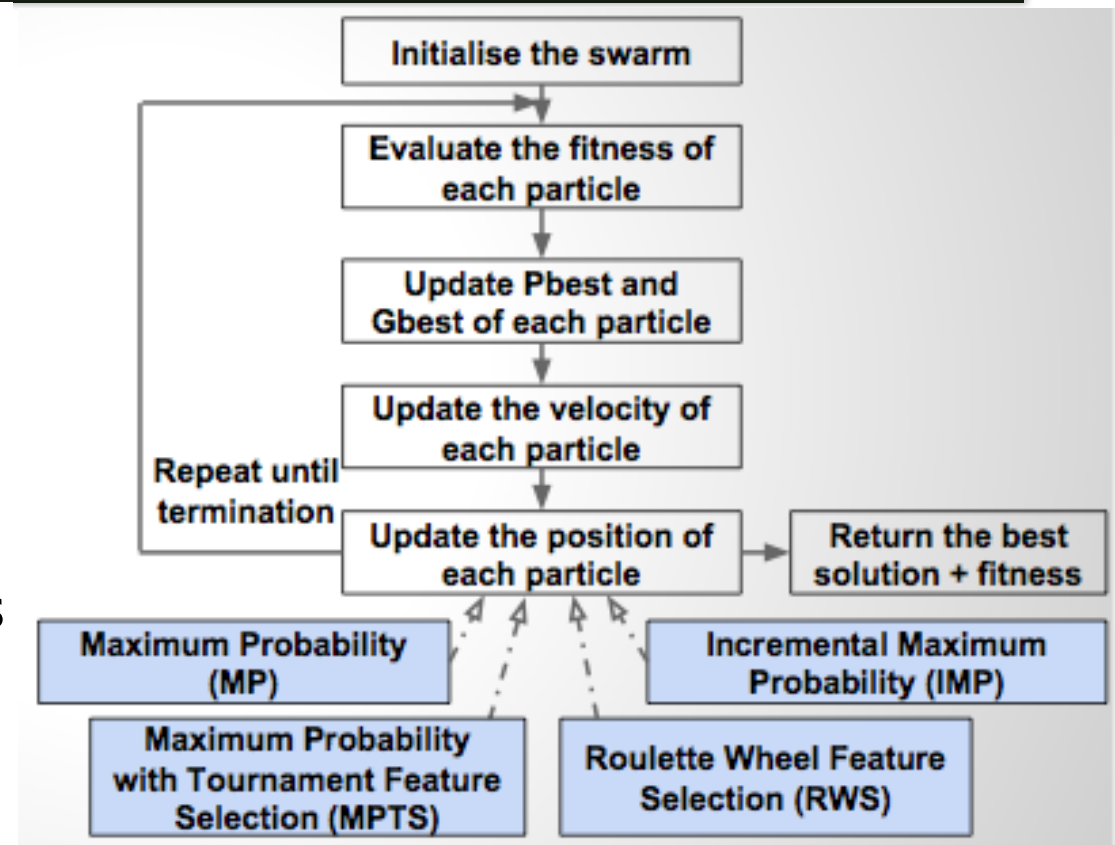 Initialise the swarm
Evaluate the fitness of
each particle
Update Pbest and
Gbest of each particle
Update the velocity of
each particle
Repeat until
termination
Update the position of
each particle
Return the best
solution + fitness
s
Maximum Probability
(MP)
Incremental Maximum
Probability (IMP)
Maximum Probability
with Tournament Feature
Selection (MPTS)
Roulette Wheel Feature
Selection (RWS)